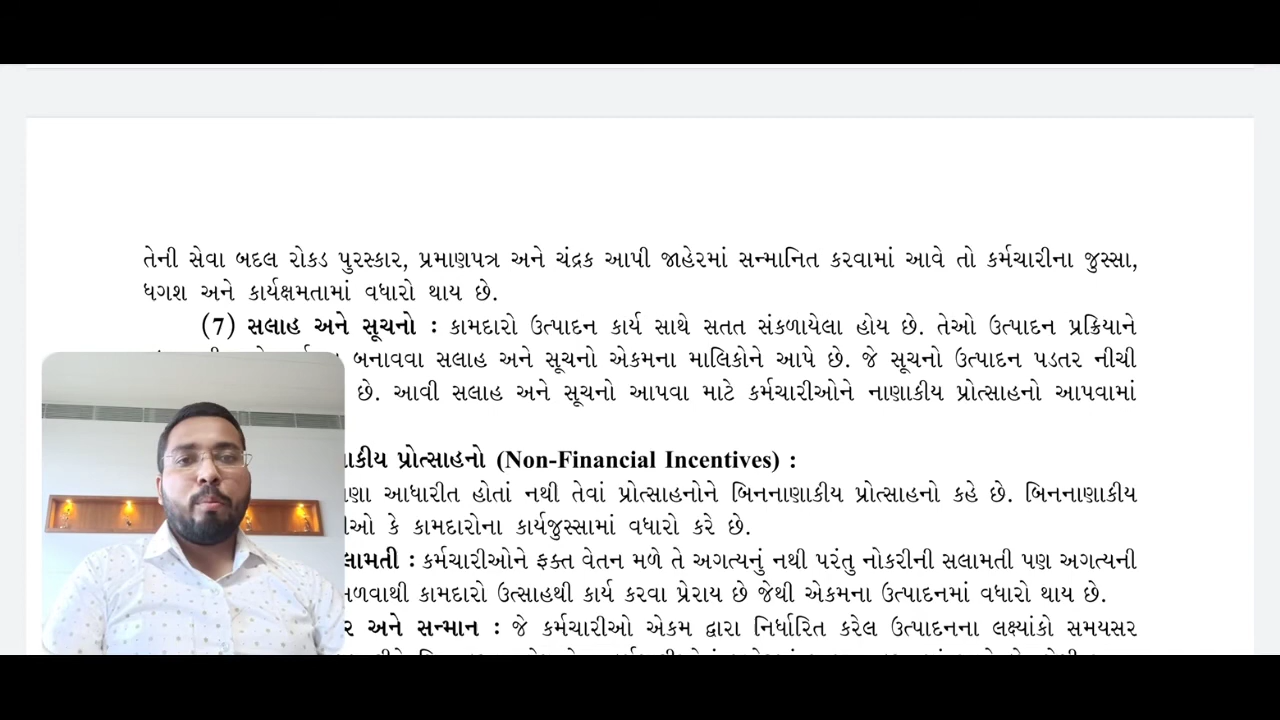 તેની સેવા બદલ રોકડ પુરસ્કાર, પ્રમાણપત્ર અને ચંદ્રક આપી જાહેરમાં સન્માનિત કરવામાં આવે તો કર્મચારીના જુસ્સા,
ધગશ અને કાર્યક્ષમતામાં વધારો થાય છે.
(7) સલાહ અને સૂચનો : કામદારો ઉત્પાદન કાર્ય સાથે સતત સંકળાયેલા હોય છે. તેઓ ઉત્પાદન પ્રક્રિયાને
બનાવવા સલાહ અને સૂચનો એકમના માલિકોને આપે છે. જે સૂચનો ઉત્પાદન પડતર નીચી
છે. આવી સલાહ અને સૂચનો આપવા માટે કર્મચારીઓને નાણાકીય પ્રોત્સાહનો આપવામાં
પ્રોત્સાહનો (Non-Financial Incentives) :
આધારીત હોતાં નથી તેવાં પ્રોત્સાહનોને બિનનાણાકીય પ્રોત્સાહનો કહે છે. બિનનાણાકીય
કે કામદારોના કાર્યજુસ્સામાં વધારો કરે છે.
: કર્મચારીઓને ફક્ત વેતન મળે તે અગત્યનું નથી પરંતુ નોકરીની સલામતી પણ અગત્યની
કામદારો ઉત્સાહથી કાર્ય કરવા પ્રેરાય છે જેથી એકમના ઉત્પાદનમાં વધારો થાય છે.
અને સન્માન : જે કર્મચારીઓ એકમ દ્વારા નિર્ધારિત કરેલ ઉત્પાદનના લક્ષ્યાંકો સમયસર